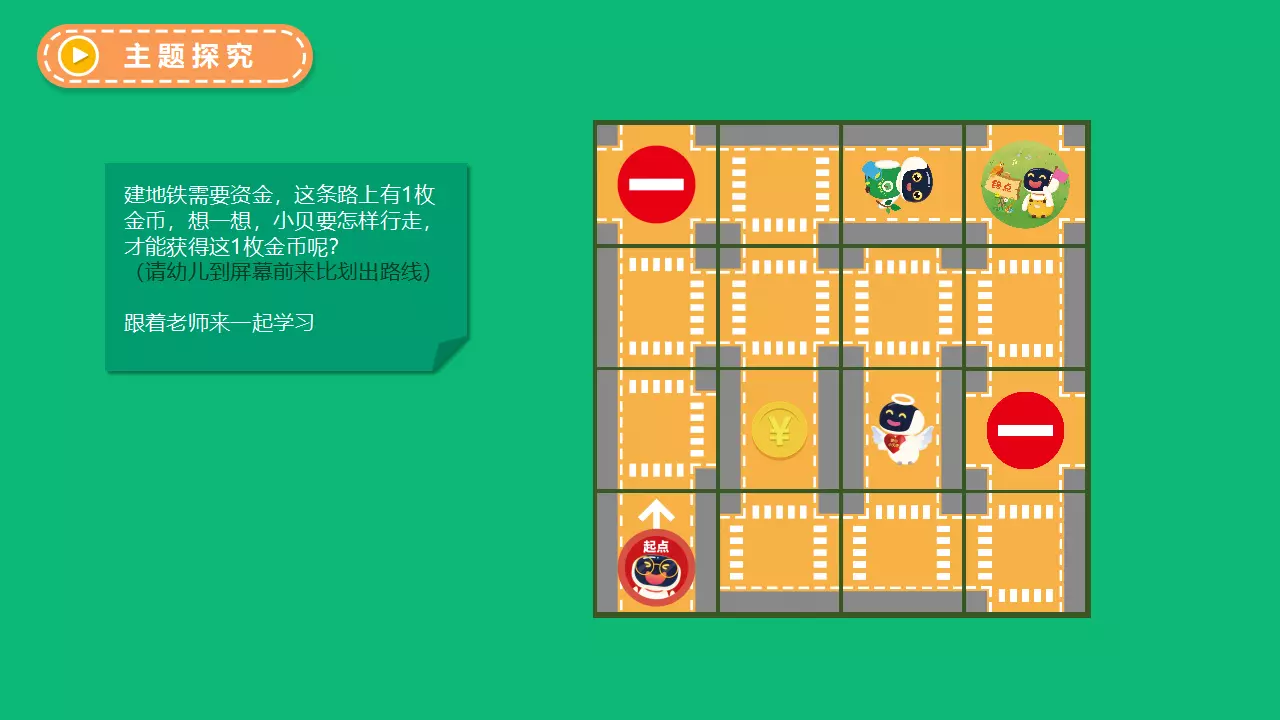 主题探究
建地铁需要资金，这条路上有1枚
金币，想一想，小贝要怎样行走，
才能获得这1枚金币呢？
（请幼儿到屏幕前来比划出路线）
跟着老师来一起学习
终点
¥
起点